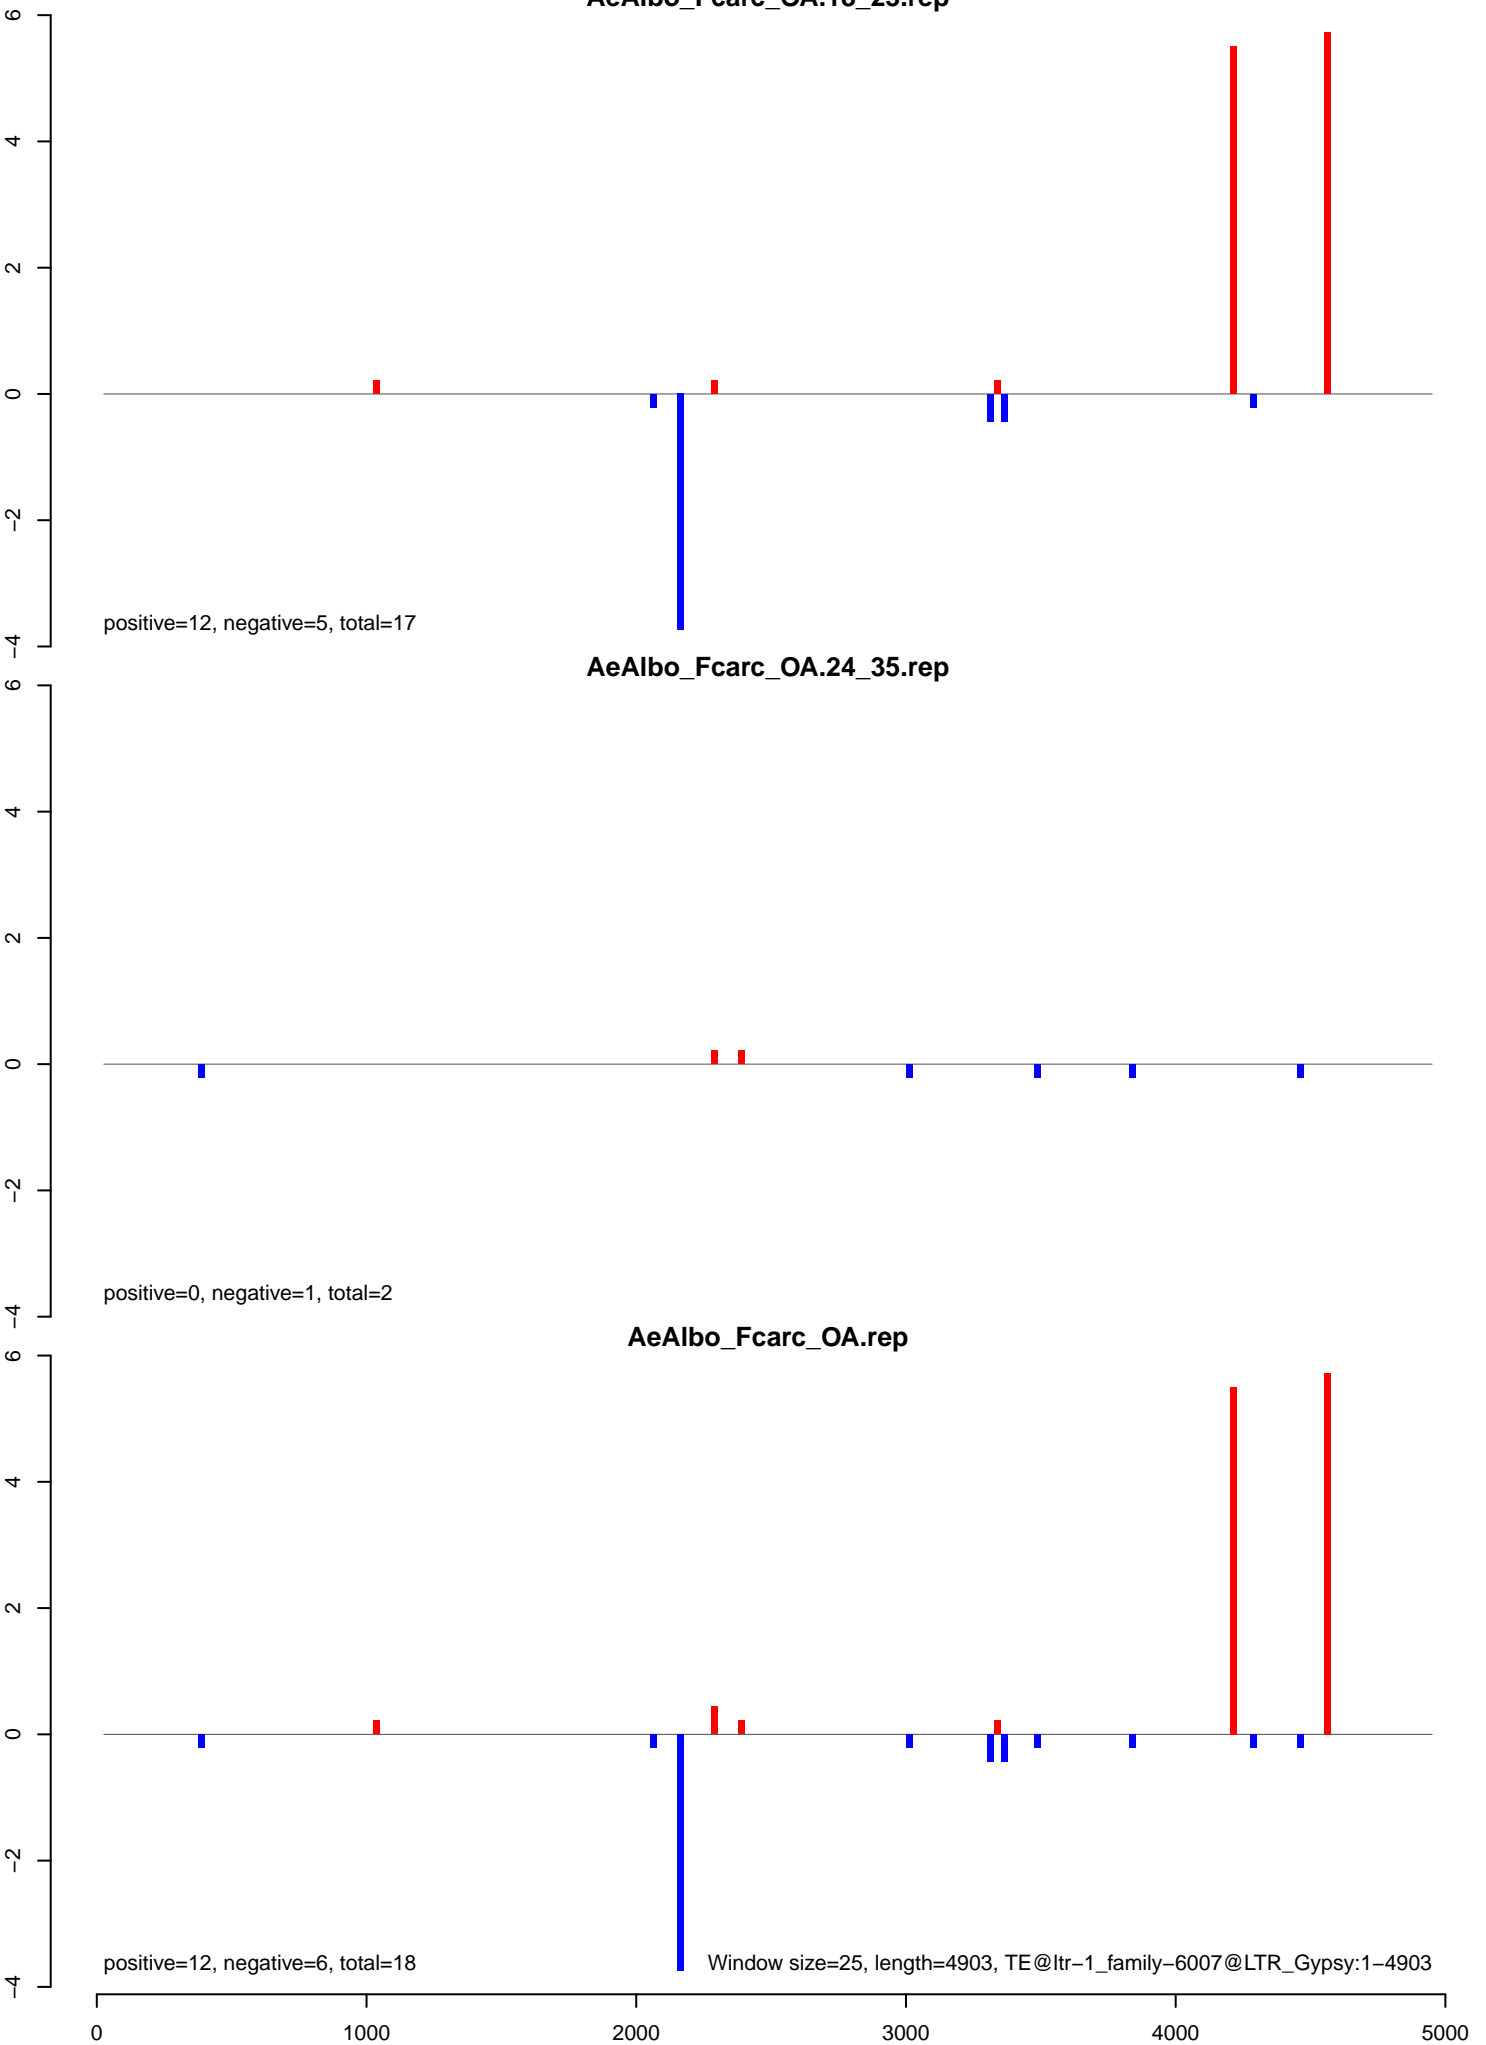 AeAlbo_Fcarc_OA.18_23.rep
6
4
2
0
−2
−4
positive=12, negative=5, total=17
AeAlbo_Fcarc_OA.24_35.rep
6
4
2
0
−2
−4
positive=0, negative=1, total=2
AeAlbo_Fcarc_OA.rep
6
4
2
0
−2
−4
positive=12, negative=6, total=18
Window size=25, length=4903, TE@ltr−1_family−6007@LTR_Gypsy:1−4903
0 1000 2000 3000 4000 5000